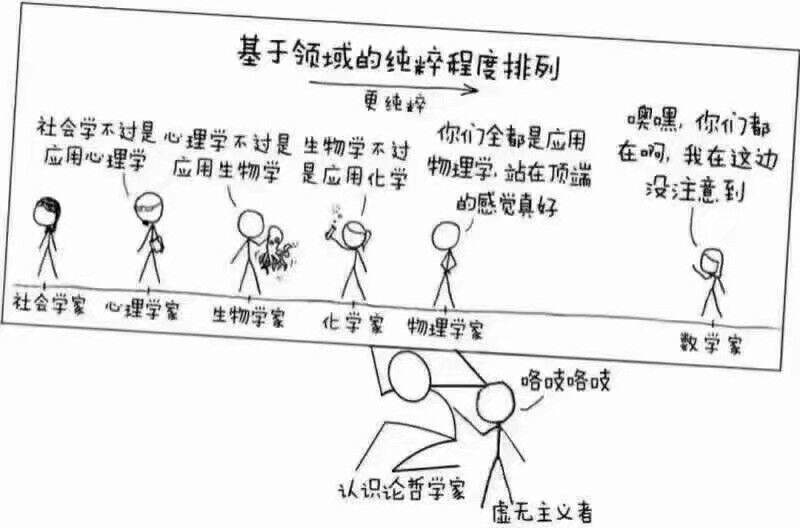 基于领域的纯粹程度排列
更纯粹
社会学不过是
应用心理学
心理学不过是
应用生物学
生物学不过
是应用化学
你们全都是应用
物理学,站在顶端
的感觉真好
噢嘿,你们都
在啊,我在这边
没注意到
社会学家
心理学家
生物学家
化学家
物理学家
数学家
咯吱咯吱
认识论哲学家
虚无主义者